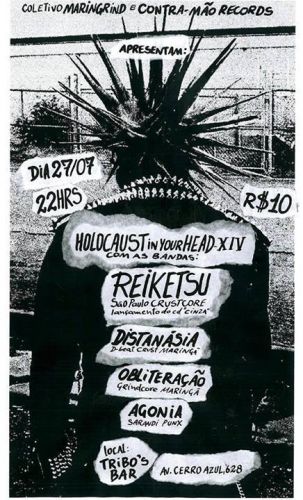 COLETIVO MARINGRIND E CONTRA-MÃO RECORDS
APRESENTAM:
DIA 27/07
22HRS
R$10
HOLOCAUST in YOUR HEAD-XIV
COM AS BANDAS:
REIKETSU
SãO PAULO CRUSTCORE
lançamento do cd "CINZA"
DISTANÁSIA
D-beat CRUST MARINGÁ
OBLITERAÇÃO
GRINDCORE MARINGÁ
AGONIA
SARANDI PUNX
local:
TRIBO'S
BAR
AV. CERRO AZUL, 628